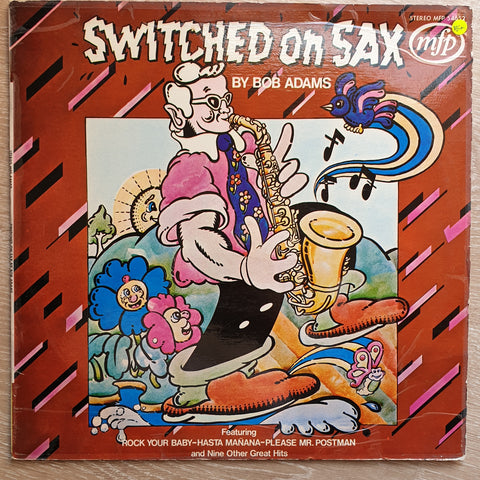 STEREO MFP
SWITCHED On SAX
mfp
BY BOB ADAMS
Featuring
ROCK YOUR BABY–HASTA MAÑANA–PLEASE MR. POSTMAN
and Nine Other Great Hits